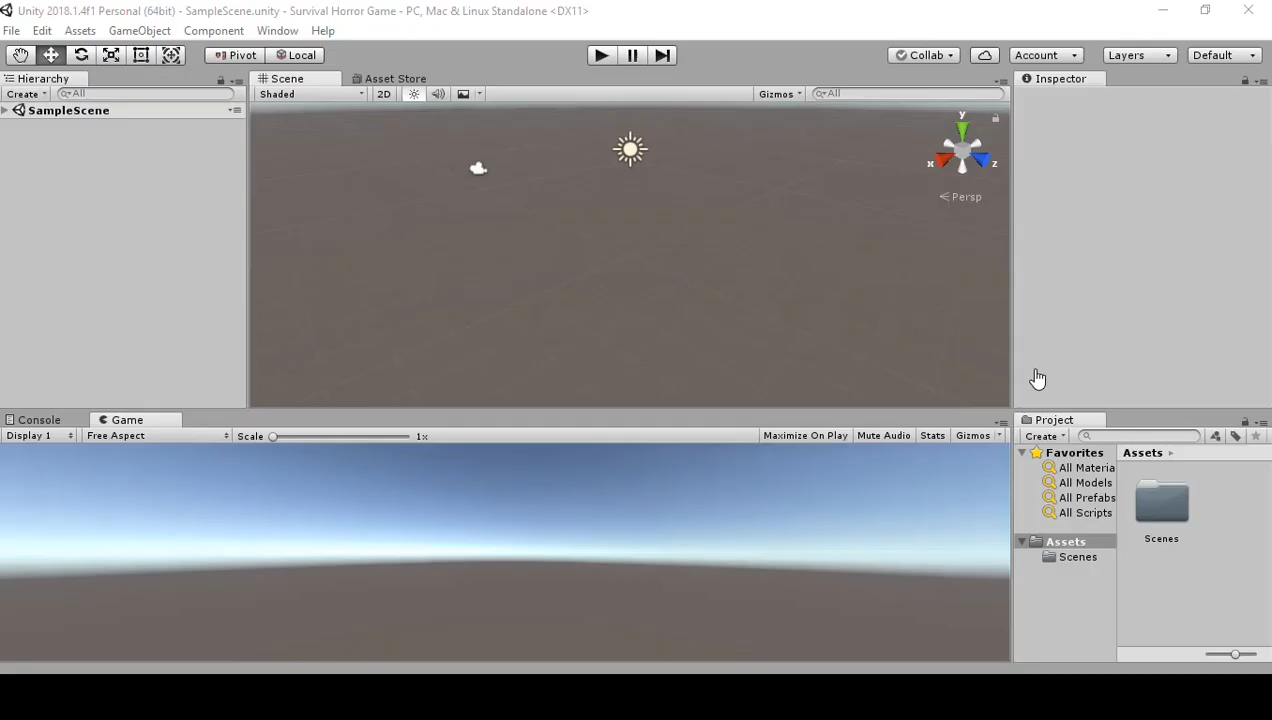 Unity 2018.1.4f1 Personal (64bit) - SampleScene.unity - Survival Horror Game - PC, Mac & Linux Standalone <DX11>
File Edit Assets GameObject Component Window Help
Pivot Local Collab Account Layers Default
Hierarchy Scene Asset Store Inspector
Create All Shaded 2D Gizmos All
SampleScene
y
x z
Persp
Console Game Project
Display 1 Free Aspect Scale 1x Maximize On Play Mute Audio Stats Gizmos Create
Favorites Assets
All Materia
All Models
All Prefabs
All Scripts
Scenes
Assets
Scenes